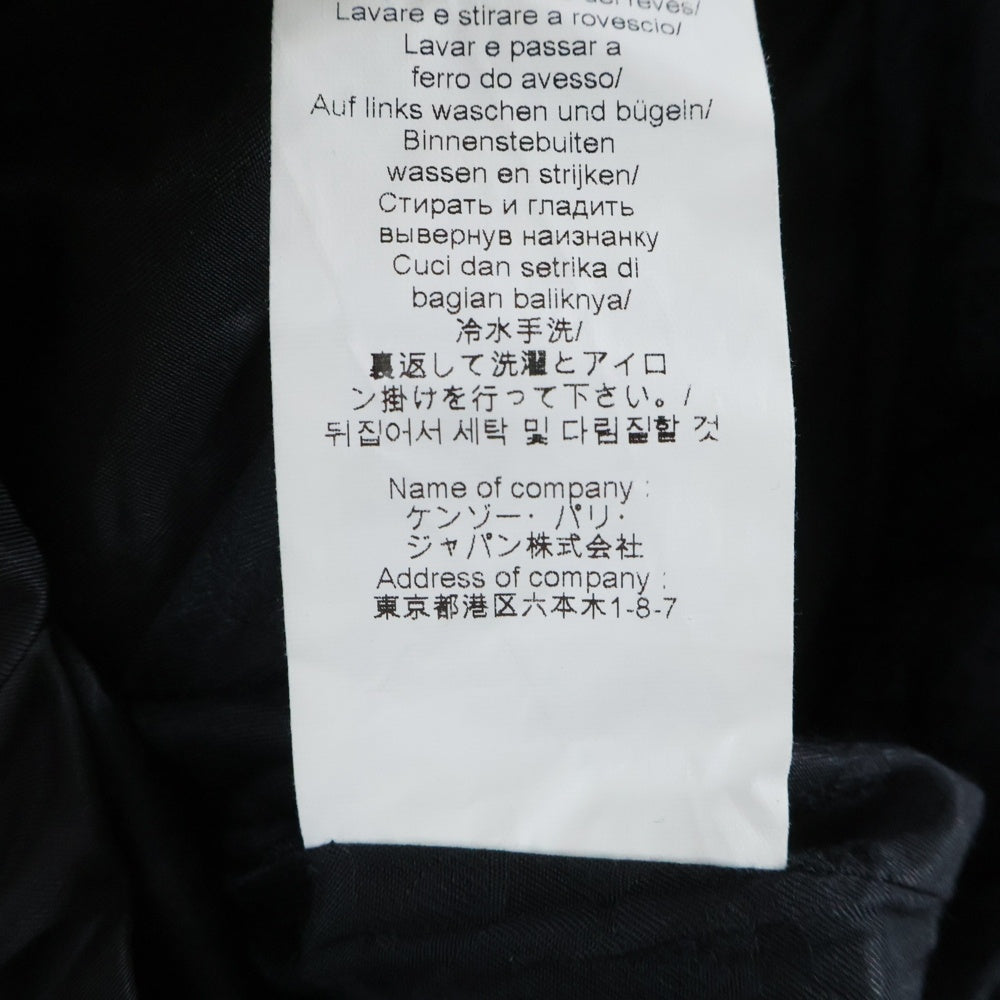 del revés/
Lavare e stirare a rovescio/
Lavar e passar a
ferro do avesso/
Auf links waschen und bügeln/
Binnenstebuiten
wassen en strijken/
Стирать и гладить
вывернув наизнанку
Cuci dan setrika di
bagian baliknya/
冷水手洗/
裏返して洗濯とアイロ
ン掛けを行って下さい。/
뒤집어서 세탁 및 다림질할 것
Name of company :
ケンゾー・パリ・
ジャパン株式会社
Address of company :
東京都港区六本木1-8-7